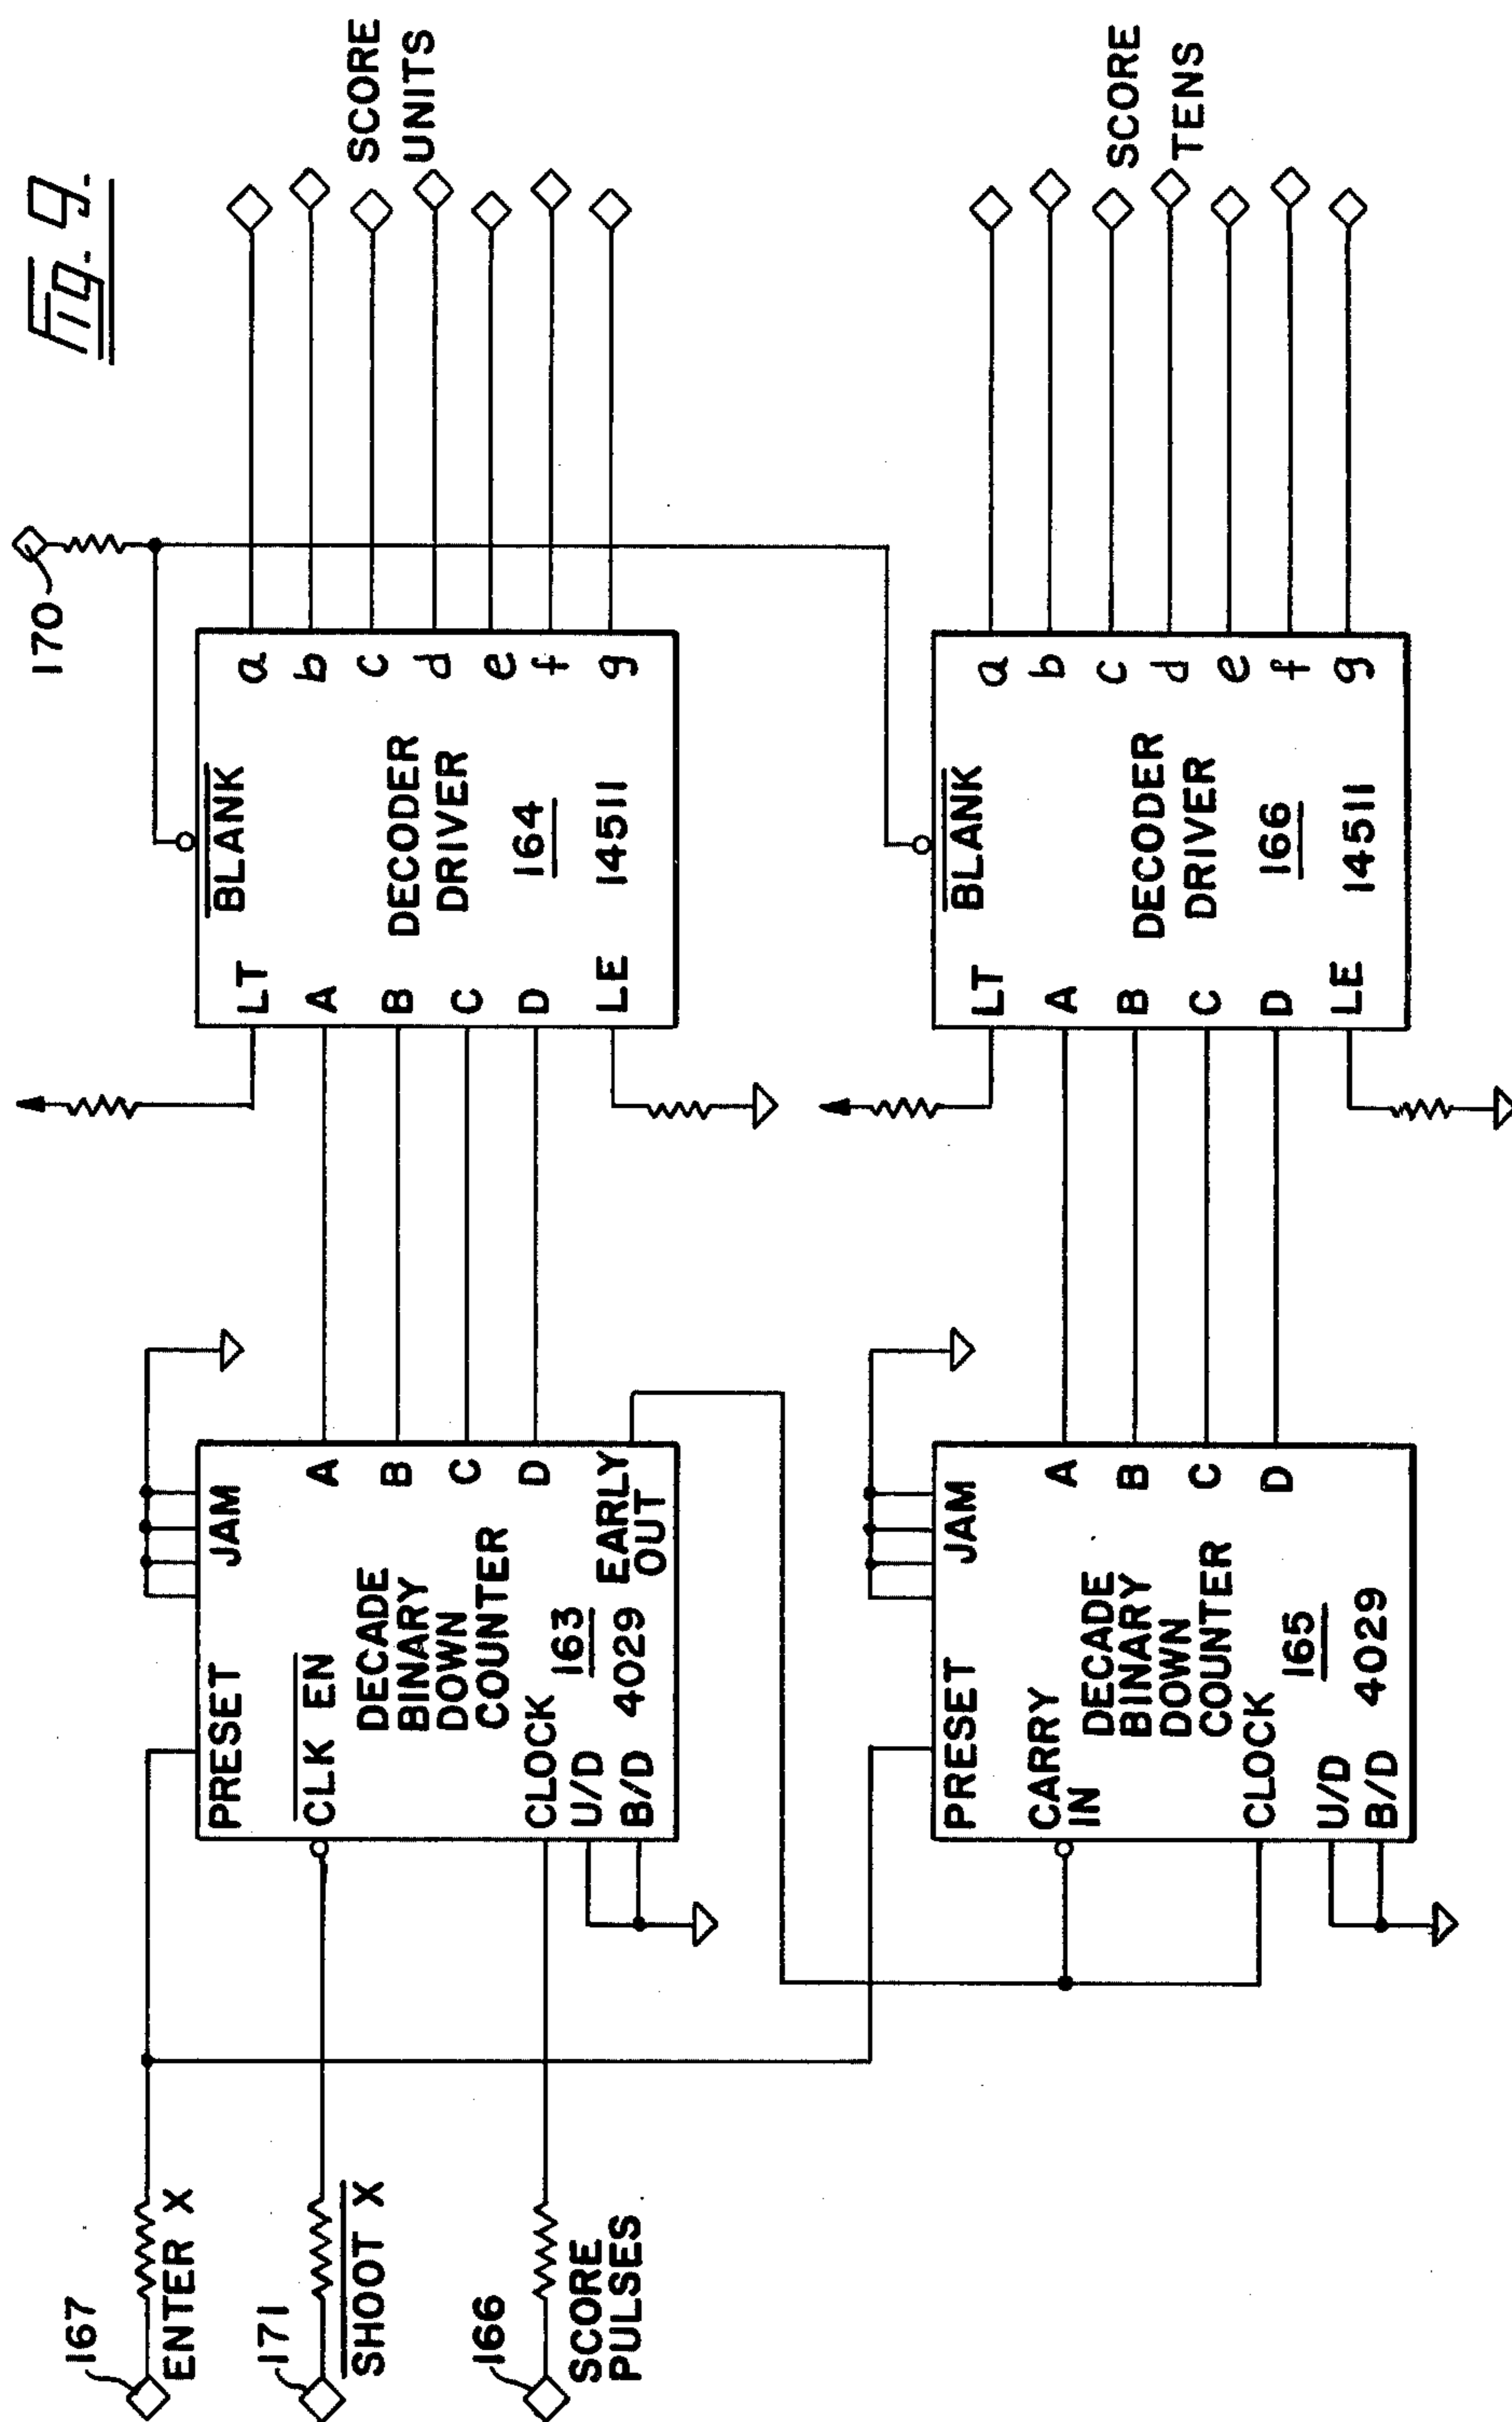 Fig. 9.
167
ENTER X
171
SHOOT X
166
SCORE
PULSES
PRESET
JAM
CLK EN
DECADE
BINARY
DOWN
COUNTER
163
CLOCK
U/D
B/D
4029
A
B
C
D
EARLY
OUT
170
LT
BLANK
A
B
C
D
LE
DECODER
DRIVER
164
14511
a
b
c
d
e
f
g
SCORE
UNITS
PRESET
JAM
CARRY
IN
DECADE
BINARY
DOWN
COUNTER
165
CLOCK
U/D
B/D
4029
A
B
C
D
LT
BLANK
A
B
C
D
LE
DECODER
DRIVER
166
14511
a
b
c
d
e
f
g
SCORE
TENS